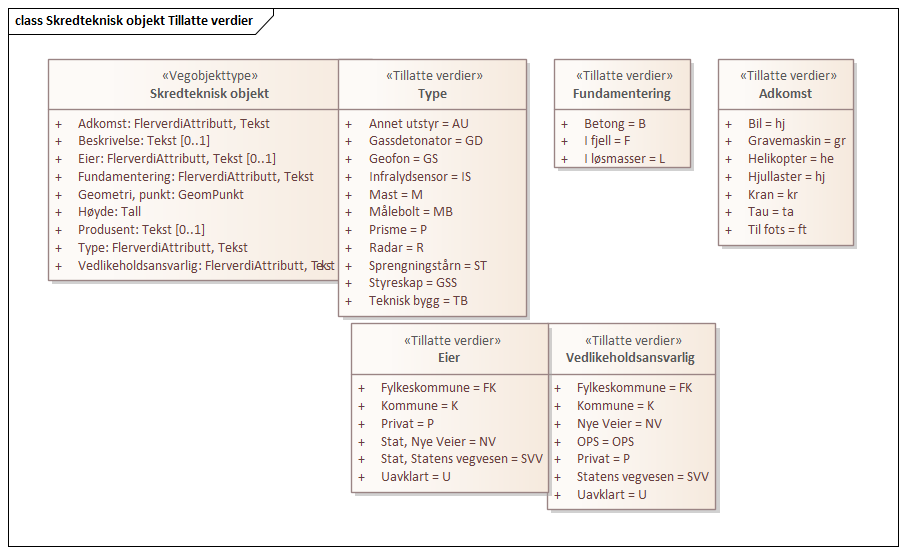 class Skredteknisk objekt Tillatte verdier
«Vegobjekttype»
Skredteknisk objekt
+ Adkomst: FlerverdiAttributt, Tekst
+ Beskrivelse: Tekst [0..1]
+ Eier: FlerverdiAttributt, Tekst [0..1]
+ Fundamentering: FlerverdiAttributt, Tekst
+ Geometri, punkt: GeomPunkt
+ Høyde: Tall
+ Produsent: Tekst [0..1]
+ Type: FlerverdiAttributt, Tekst
+ Vedlikeholdsansvarlig: FlerverdiAttributt, Tekst
«Tillatte verdier»
Type
+ Annet utstyr = AU
+ Gassdetonator = GD
+ Geofon = GS
+ Infralydsensor = IS
+ Mast = M
+ Målebolt = MB
+ Prisme = P
+ Radar = R
+ Sprengningstårn = ST
+ Styreskap = GSS
+ Teknisk bygg = TB
«Tillatte verdier»
Fundamentering
+ Betong = B
+ I fjell = F
+ I løsmasser = L
«Tillatte verdier»
Adkomst
+ Bil = hj
+ Gravemaskin = gr
+ Helikopter = he
+ Hjullaster = hj
+ Kran = kr
+ Tau = ta
+ Til fots = ft
«Tillatte verdier»
Eier
+ Fylkeskommune = FK
+ Kommune = K
+ Privat = P
+ Stat, Nye Veier = NV
+ Stat, Statens vegvesen = SVV
+ Uavklart = U
«Tillatte verdier»
Vedlikeholdsansvarlig
+ Fylkeskommune = FK
+ Kommune = K
+ Nye Veier = NV
+ OPS = OPS
+ Privat = P
+ Statens vegvesen = SVV
+ Uavklart = U